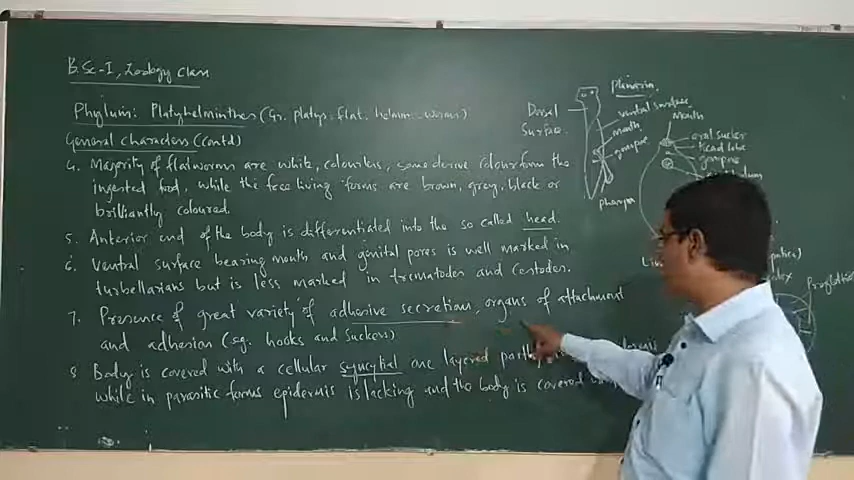 B.Sc-I, Zoology Class
Phylum: Platyhelminthes (Gr. platys: flat, helmin-worms)
General characters (contd)
4. Majority of flatworms are white, colourless, some derive colour from the
ingested food, while the free living forms are brown, grey, black or
brilliantly coloured.
5. Anterior end of the body is differentiated into the so called head.
6. Ventral surface bearing mouth and genital pores is well marked in
turbellarians but is less marked in trematodes and cestodes.
7. Presence of great variety of adhesive secretions, organs of attachment
and adhesion (eg. hooks and suckers)
8 Body is covered with a cellular syncytial one layered
while in parasitic forms epidermis is lacking and the body is covered
Planaria
Dorsal
Surface
ventral surface
mouth
gonopore
pharynx
Mouth
oral sucker
head lobe
gonopore
Proglottid